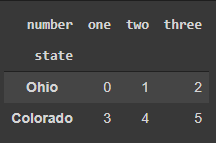 number one two three
state
Ohio 0 1 2
Colorado 3 4 5